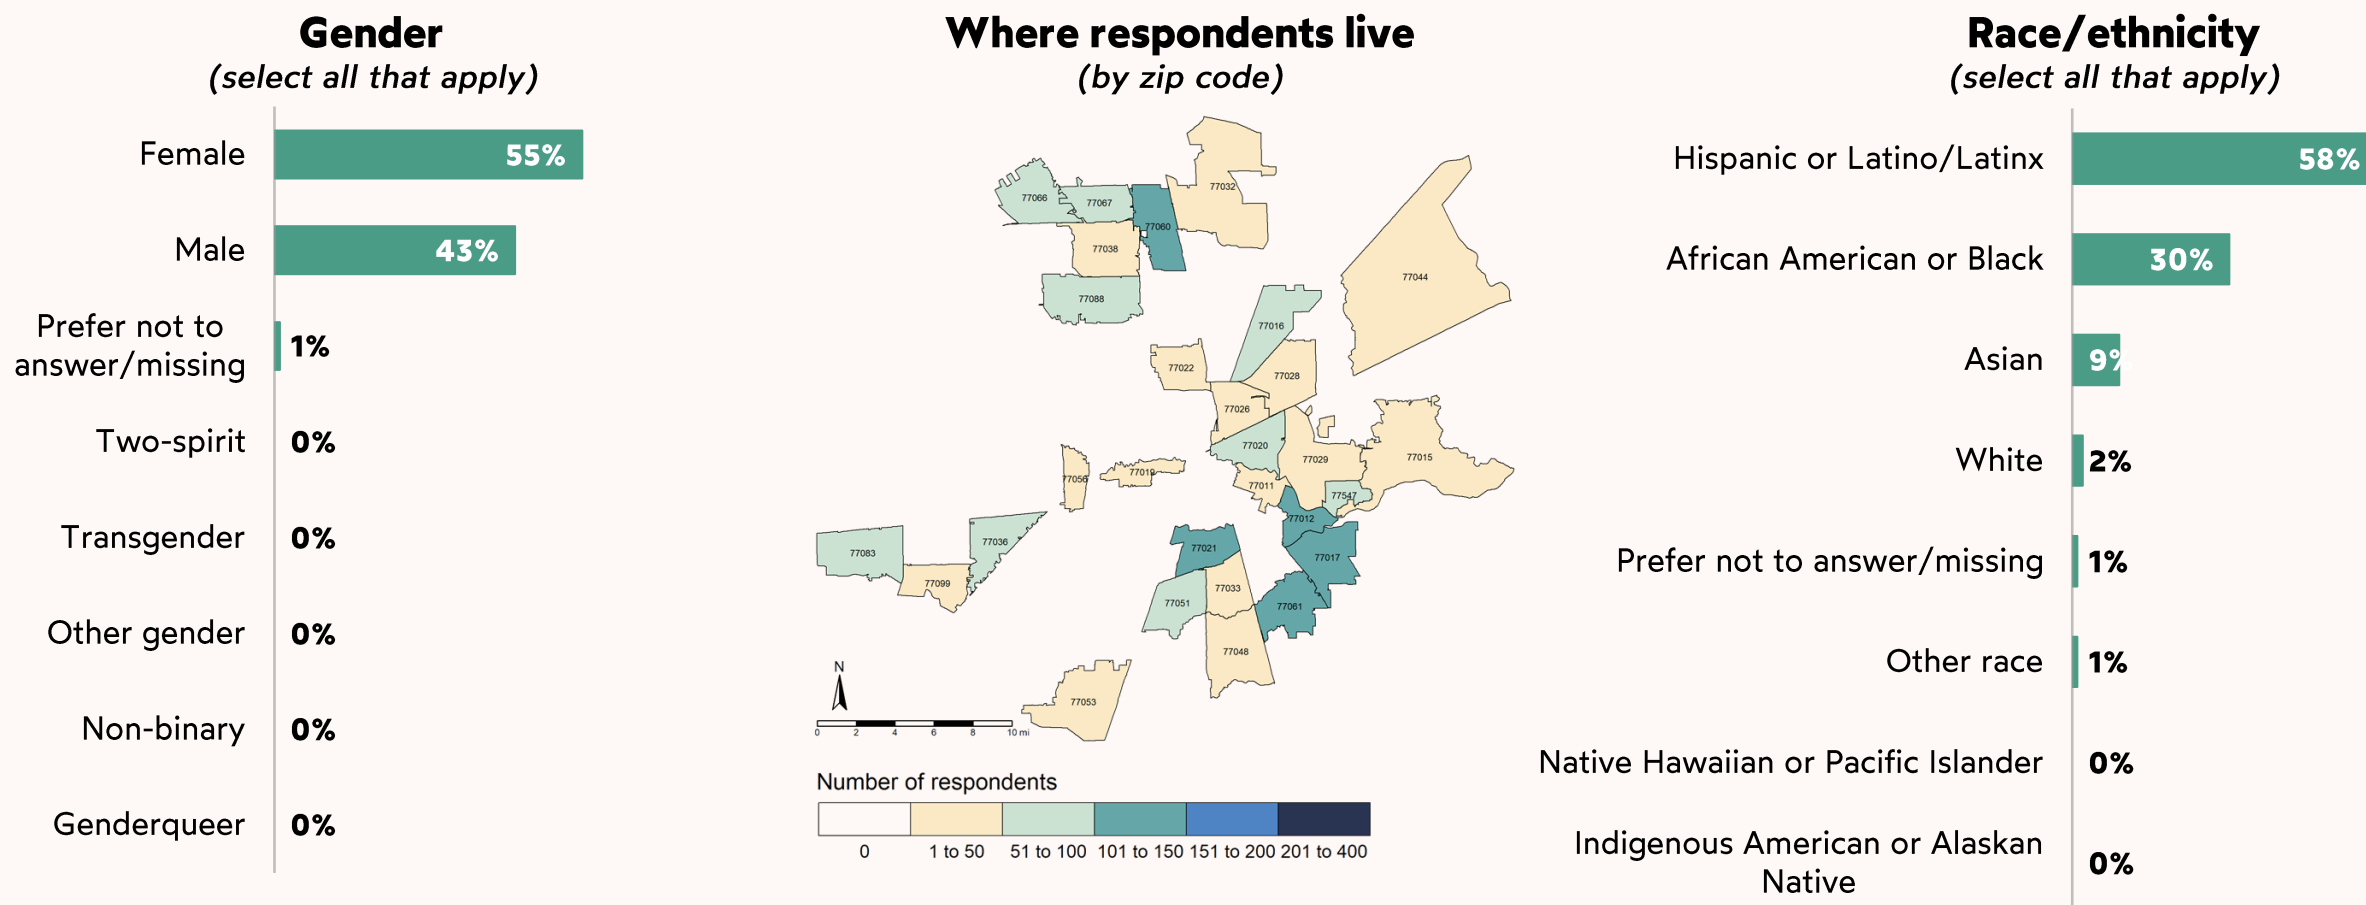 Gender
(select all that apply)
Female
55%
Male
43%
Prefer not to
answer/missing
1%
Two-spirit
0%
Transgender
0%
Other gender
0%
Non-binary
0%
Genderqueer
0%
Where respondents live
(by zip code)
77032
77066
77067
77060
77038
77044
77088
77016
77022
77028
77026
77020
77029
77015
77056
77019
77011
77547
77012
77083
77036
77021
77017
77099
77033
77051
77061
77048
77053
N
0 2 4 6 8 10 mi
Number of respondents
0 1 to 50 51 to 100 101 to 150 151 to 200 201 to 400
Race/ethnicity
(select all that apply)
Hispanic or Latino/Latinx
58%
African American or Black
30%
Asian
9%
White
2%
Prefer not to answer/missing
1%
Other race
1%
Native Hawaiian or Pacific Islander
0%
Indigenous American or Alaskan
Native
0%